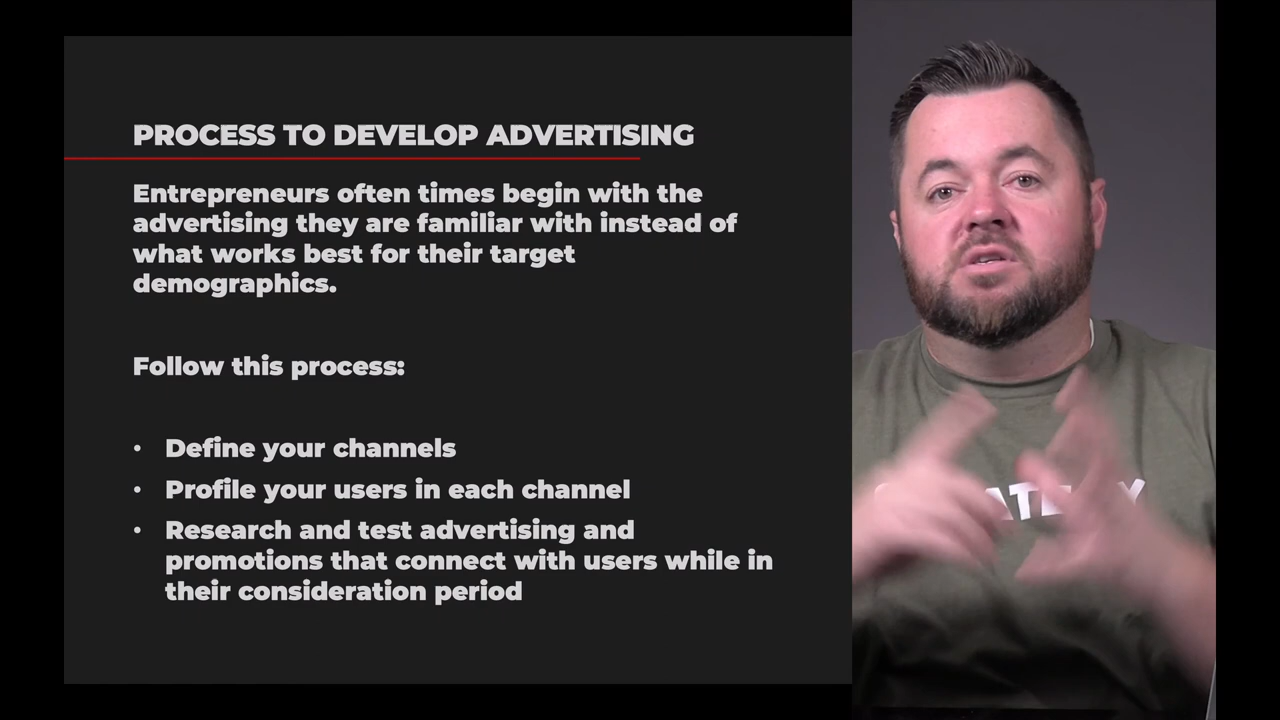 PROCESS TO DEVELOP ADVERTISING
Entrepreneurs often times begin with the
advertising they are familiar with instead of
what works best for their target
demographics.
Follow this process:
• Define your channels
• Profile your users in each channel
• Research and test advertising and
promotions that connect with users while in
their consideration period